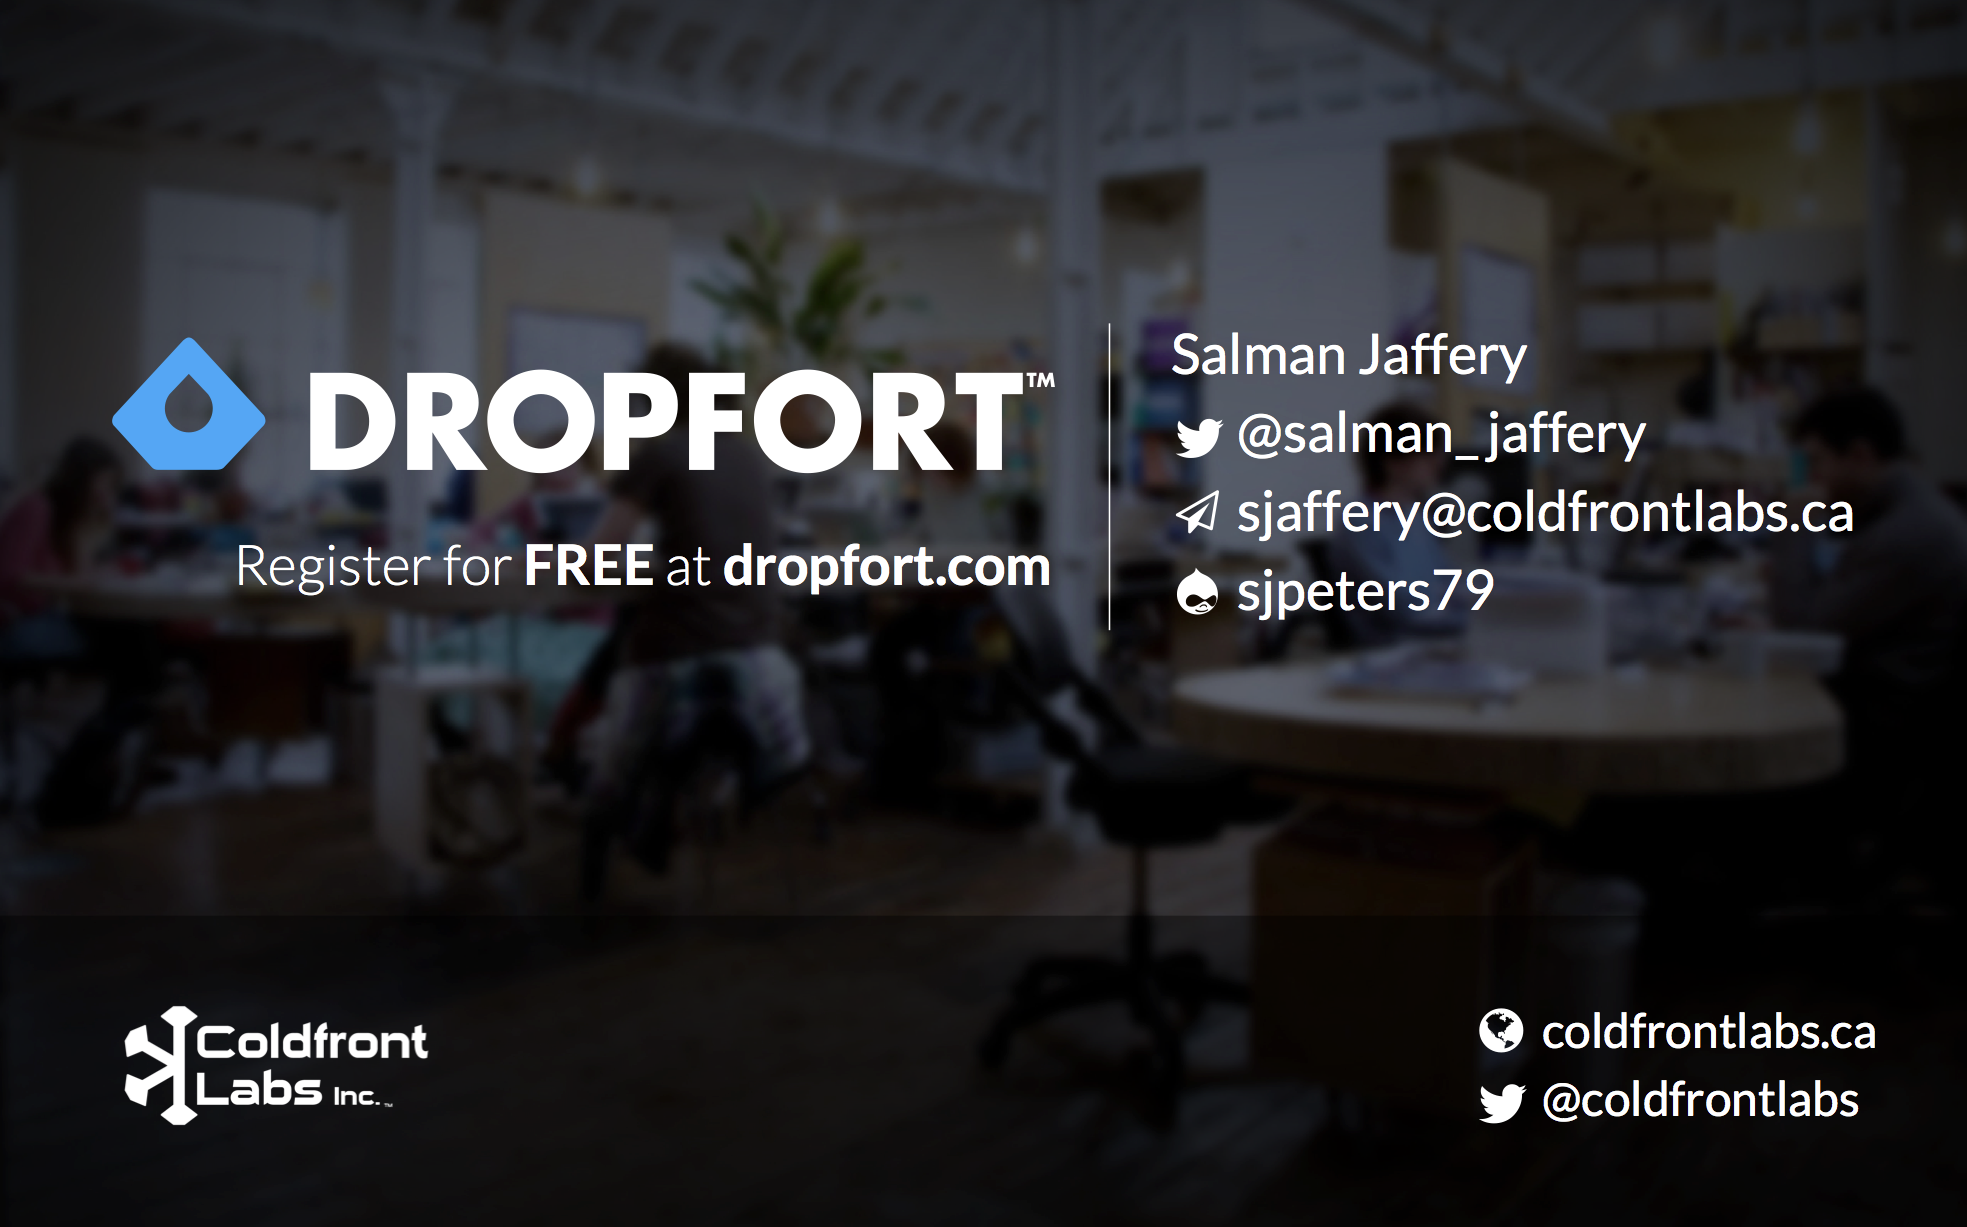 DROPFORT™
Register for FREE at dropfort.com
Salman Jaffery
@salman_jaffery
sjaffery@coldfrontlabs.ca
sjpeters79
Coldfront
Labs Inc.™
coldfrontlabs.ca
@coldfrontlabs